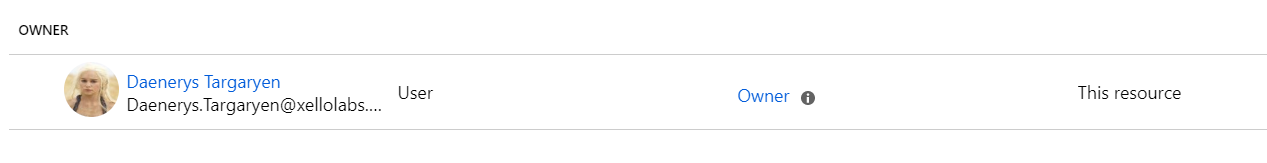 OWNER
Daenerys Targaryen
Daenerys.Targaryen@xellolabs....
User
Owner
This resource